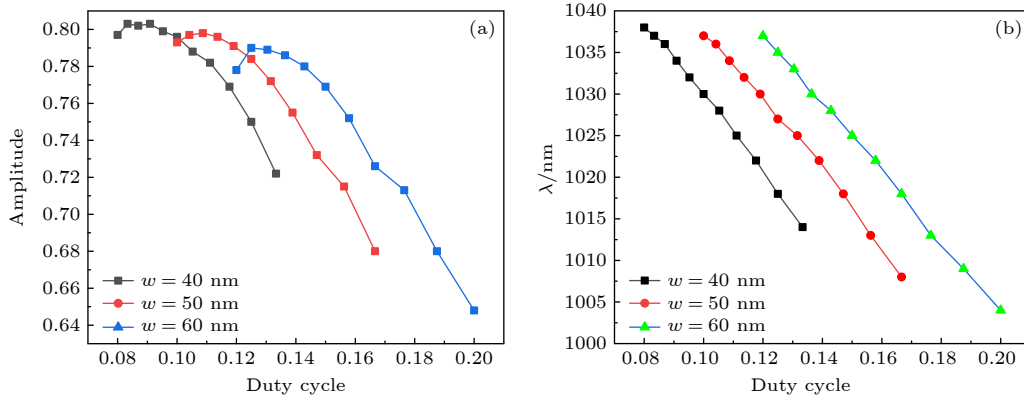 (a)
0.80
0.78
0.76
0.74
0.72
0.70
0.68
0.66
0.64
Amplitude
w = 40 nm
w = 50 nm
w = 60 nm
0.08 0.10 0.12 0.14 0.16 0.18 0.20
Duty cycle
(b)
1040
1035
1030
1025
1020
1015
1010
1005
1000
λ/nm
w = 40 nm
w = 50 nm
w = 60 nm
0.08 0.10 0.12 0.14 0.16 0.18 0.20
Duty cycle